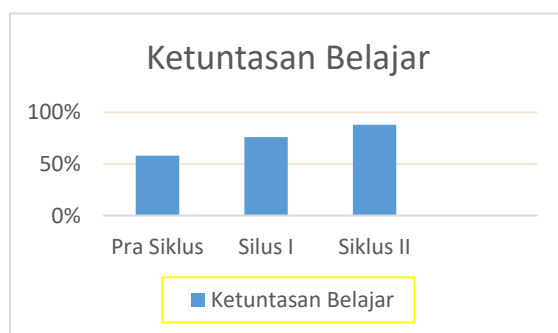 Ketuntasan Belajar
100%
50%
0%
Pra Siklus Silus I Siklus II
Ketuntasan Belajar